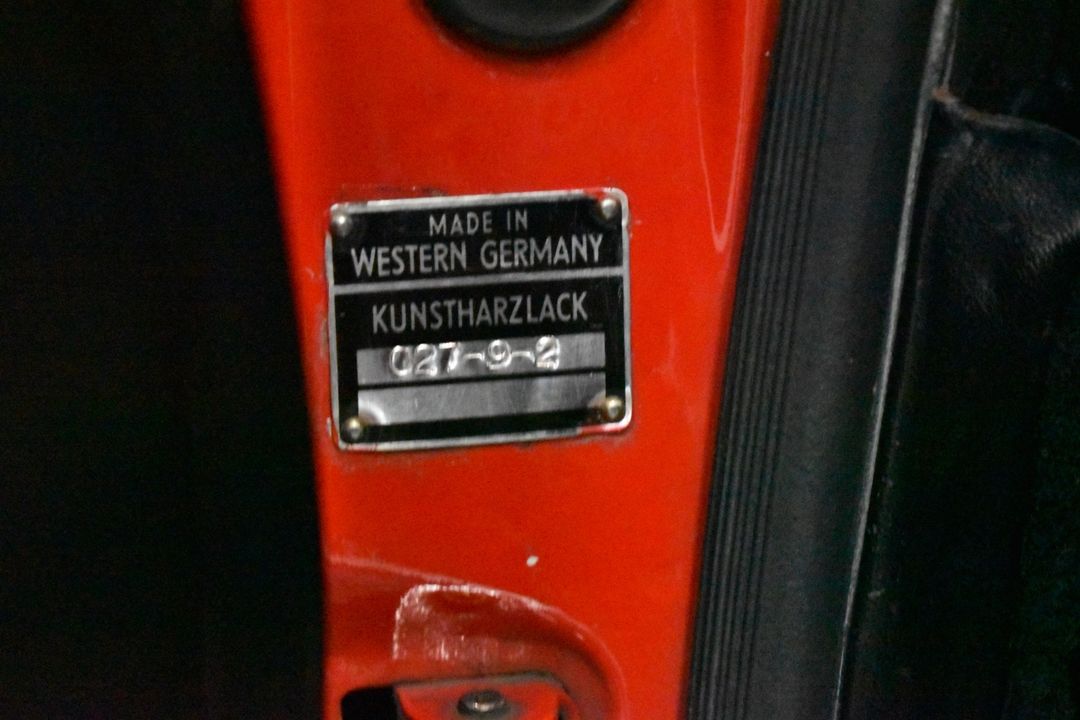 MADE IN
WESTERN GERMANY
KUNSTHARZLACK
027-9-2